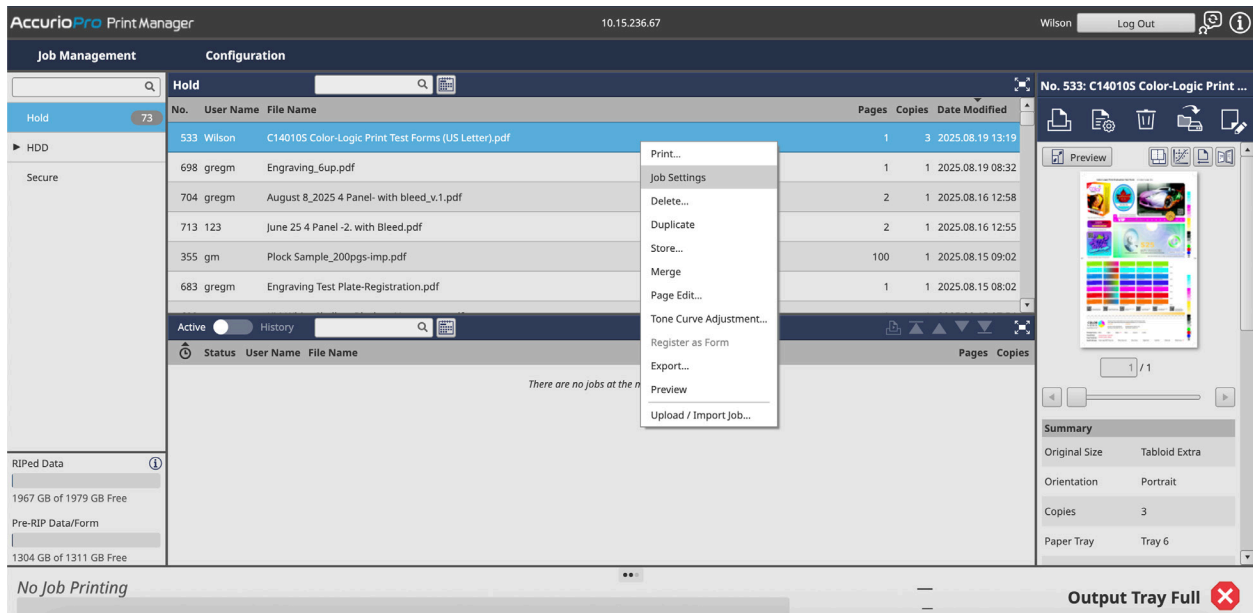 AccurioPro Print Manager
10.15.236.67
Wilson
Log Out
Job Management
Configuration
Hold
No. 533: C14010S Color-Logic Print ...
Hold 73
HDD
Secure
No. User Name File Name Pages Copies Date Modified
533 Wilson C14010S Color-Logic Print Test Forms (US Letter).pdf 1 3 2025.08.19 13:19
698 gregm Engraving_6up.pdf 1 1 2025.08.19 08:32
704 gregm August 8_2025 4 Panel- with bleed_v.1.pdf 2 1 2025.08.16 12:58
713 123 June 25 4 Panel -2. with Bleed.pdf 2 1 2025.08.16 12:55
355 gm Plock Sample_200pgs-imp.pdf 100 1 2025.08.15 09:02
683 gregm Engraving Test Plate-Registration.pdf 1 1 2025.08.15 08:02
Print...
Job Settings
Delete...
Duplicate
Store...
Merge
Page Edit...
Tone Curve Adjustment...
Register as Form
Export...
Preview
Upload / Import Job...
Active
History
Status User Name File Name Pages Copies
There are no jobs at the
Preview
1 / 1
Summary
Original Size Tabloid Extra
Orientation Portrait
Copies 3
Paper Tray Tray 6
RIPed Data
1967 GB of 1979 GB Free
Pre-RIP Data/Form
1304 GB of 1311 GB Free
No Job Printing
Output Tray Full